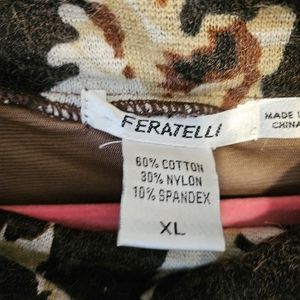 FERATELLI
MADE IN
CHINA
60% COTTON
30% NYLON
10% SPANDEX
XL